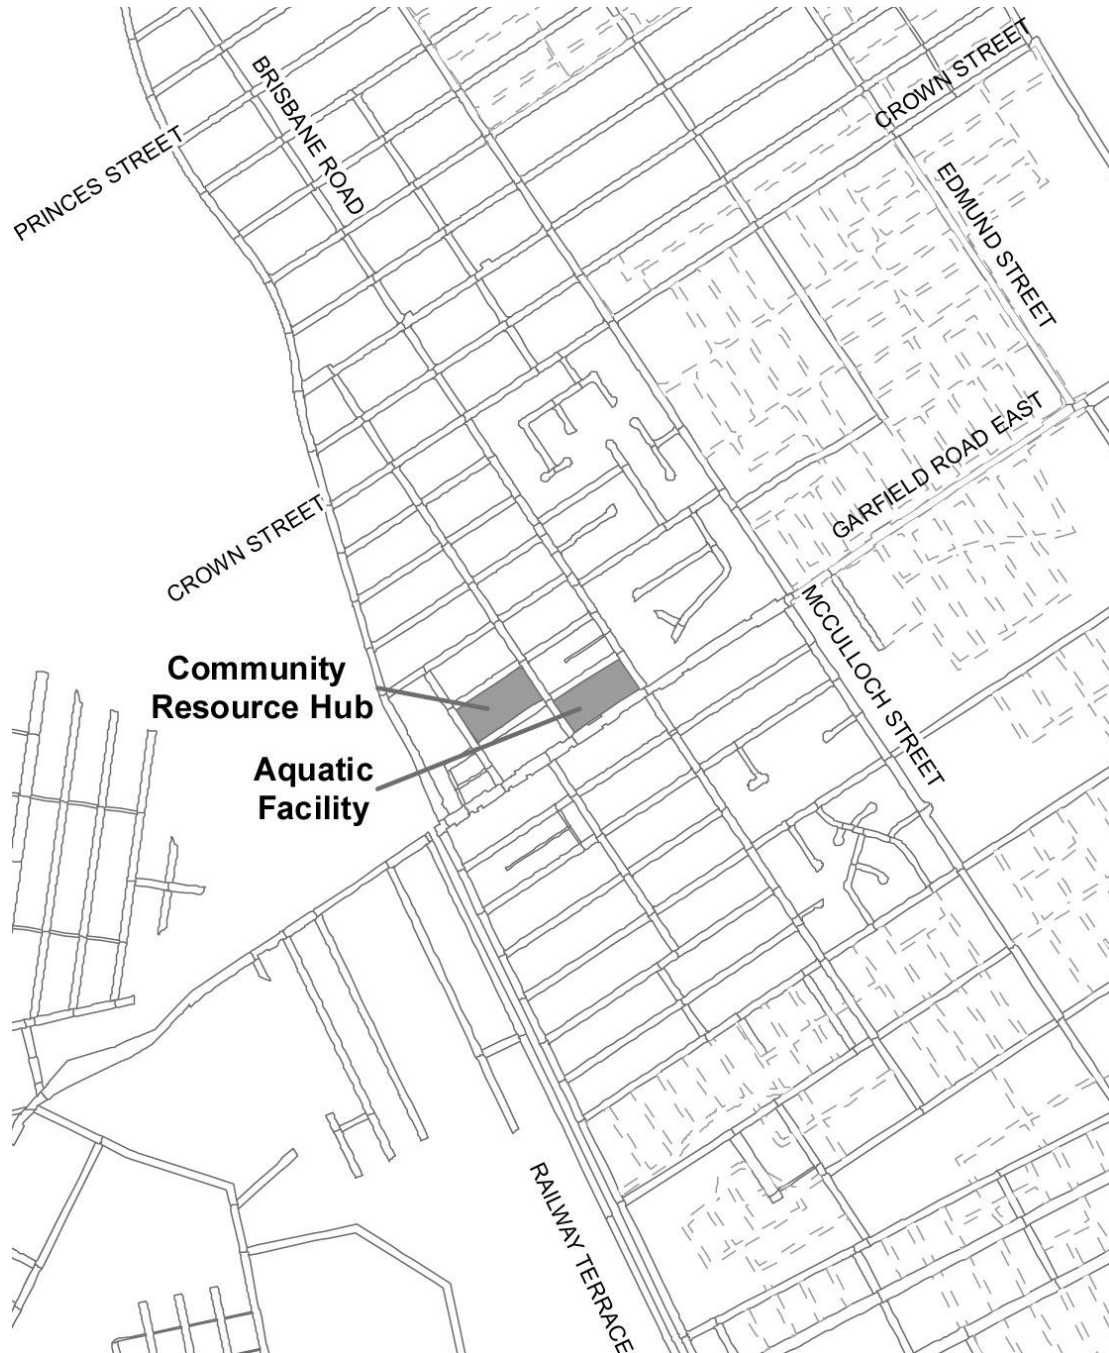 CROWN STREET
BRISBANE ROAD
PRINCES STREET
EDMUND STREET
GARFIELD ROAD EAST
CROWN STREET
MCCULLOCH STREET
Community
Resource Hub
Aquatic
Facility
RAILWAY TERRACE